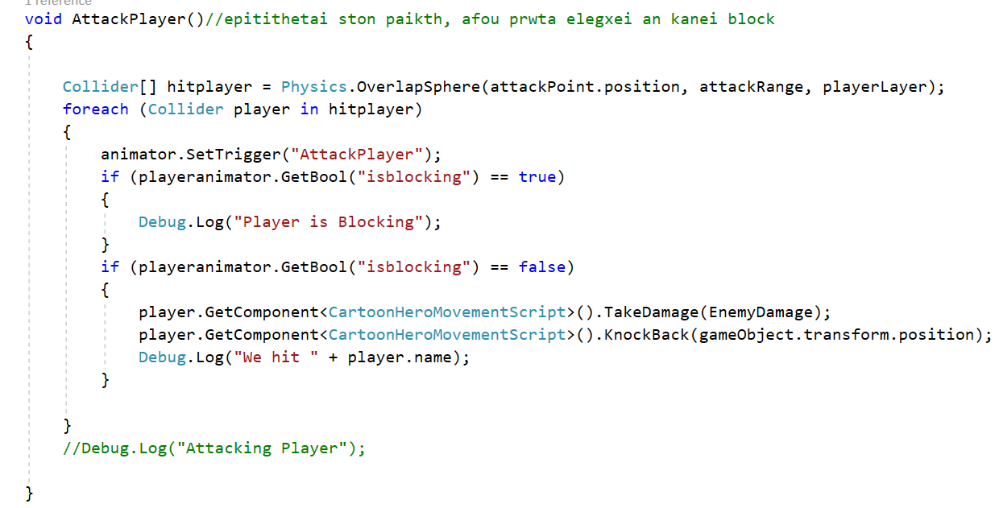 1 reference
void AttackPlayer()//epitithetai ston paikth, afou prwta elegxei an kanei block
{
Collider[] hitplayer = Physics.OverlapSphere(attackPoint.position, attackRange, playerLayer);
foreach (Collider player in hitplayer)
{
animator.SetTrigger("AttackPlayer");
if (playeranimator.GetBool("isblocking") == true)
{
Debug.Log("Player is Blocking");
}
if (playeranimator.GetBool("isblocking") == false)
{
player.GetComponent<CartoonHeroMovementScript>().TakeDamage(EnemyDamage);
player.GetComponent<CartoonHeroMovementScript>().KnockBack(gameObject.transform.position);
Debug.Log("We hit " + player.name);
}
}
//Debug.Log("Attacking Player");
}